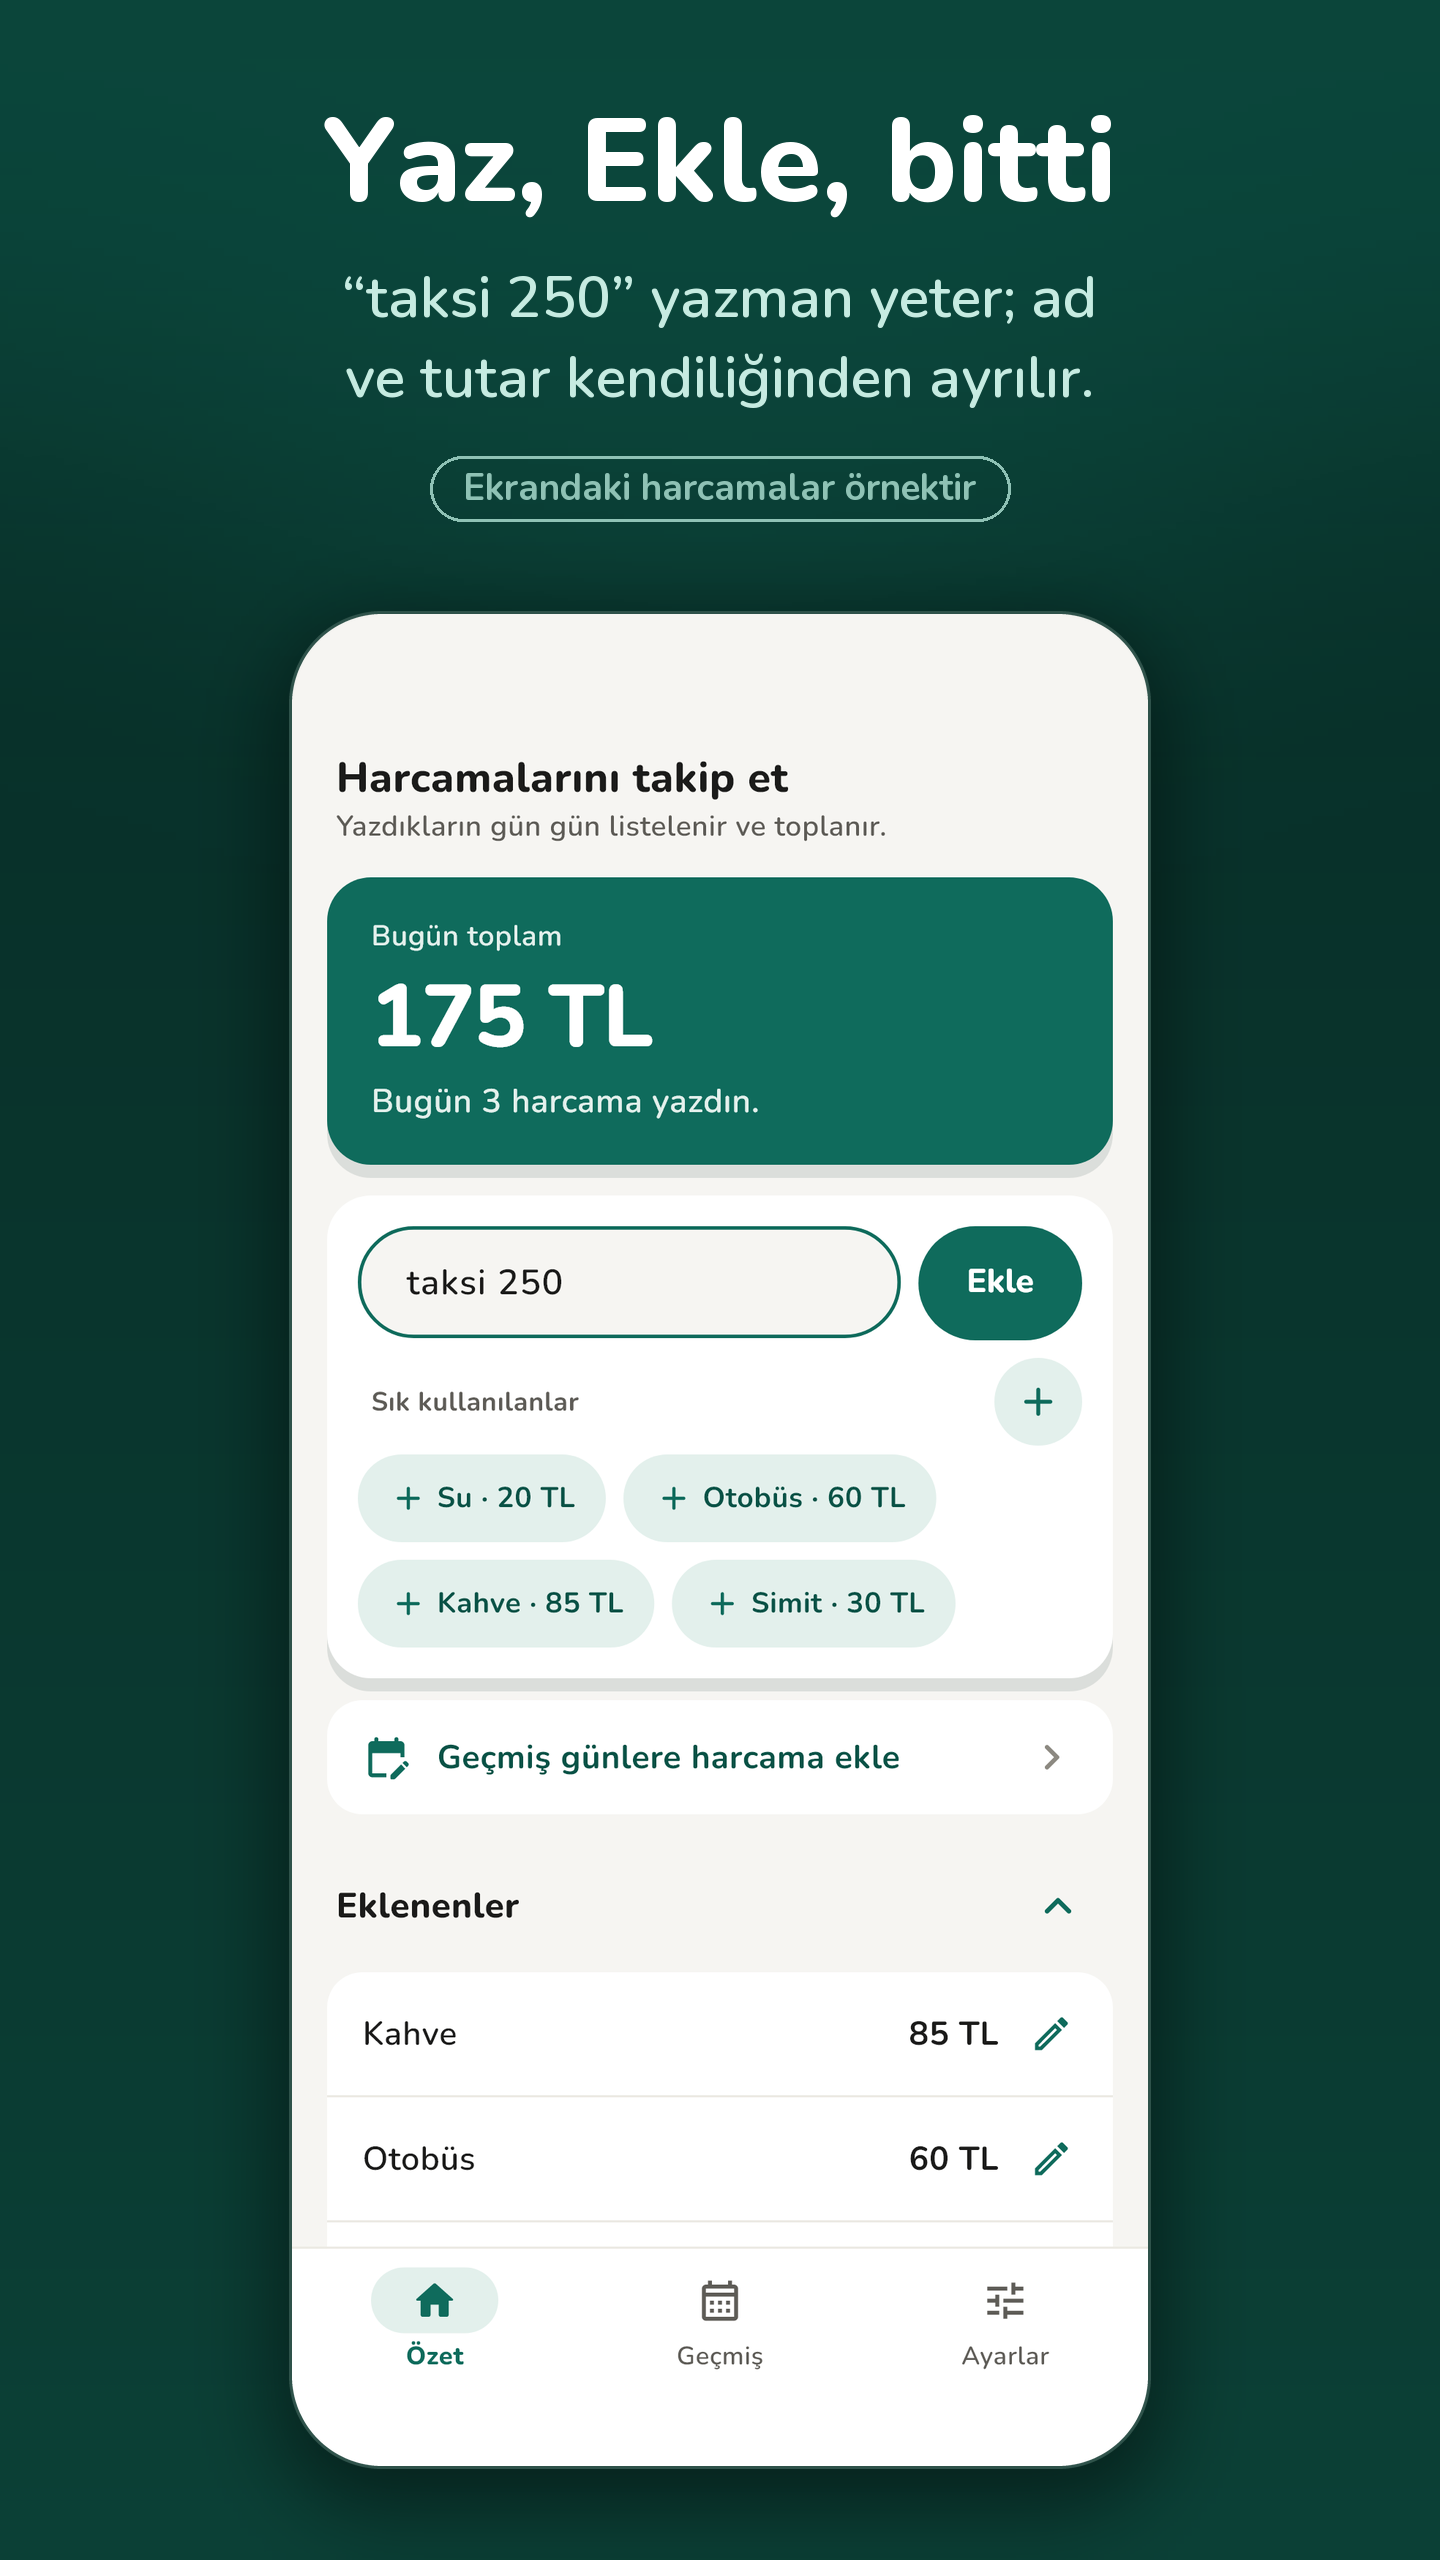 Yaz, Ekle, bitti
“taksi 250” yazman yeter; ad
ve tutar kendiliğinden ayrılır.
Ekrandaki harcamalar örnektir
Harcamalarını takip et
Yazdıkların gün gün listelenir ve toplanır.
Bugün toplam
175 TL
Bugün 3 harcama yazdın.
taksi 250
Ekle
Sık kullanılanlar
Su · 20 TL
Otobüs · 60 TL
Kahve · 85 TL
Simit · 30 TL
Geçmiş günlere harcama ekle
Eklenenler
Kahve 85 TL
Otobüs 60 TL
Özet
Geçmiş
Ayarlar